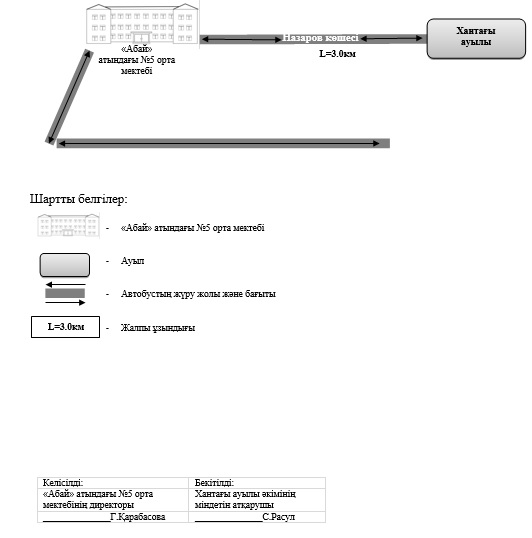 Назаров көшесі
Хантағы
ауылы
L=3.0км
«Абай»
атындағы №5 орта
мектебі
Шартты белгілер:
- «Абай» атындағы №5 орта мектебі
- Ауыл
- Автобустың жүру жолы және бағыты
L=3.0км - Жалпы ұзындығы
Келісілді: Бекітілді:
«Абай» атындағы №5 орта Хантағы ауылы әкімінің
мектебінің директоры міндетін атқарушы
______________Г.Қарабасова ______________С.Расул